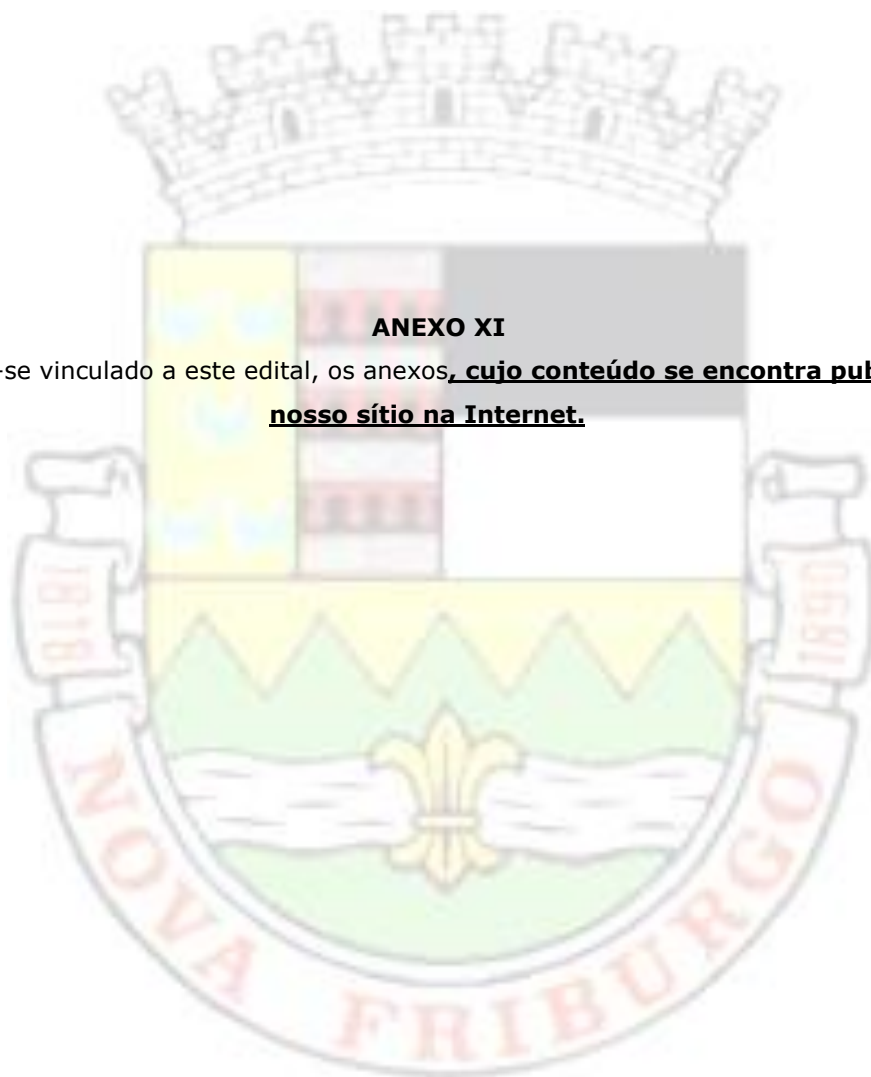 ANEXO XI
-se vinculado a este edital, os anexos, cujo conteúdo se encontra pub
nosso sítio na Internet.
1818
1890
NOVA FRIBURGO